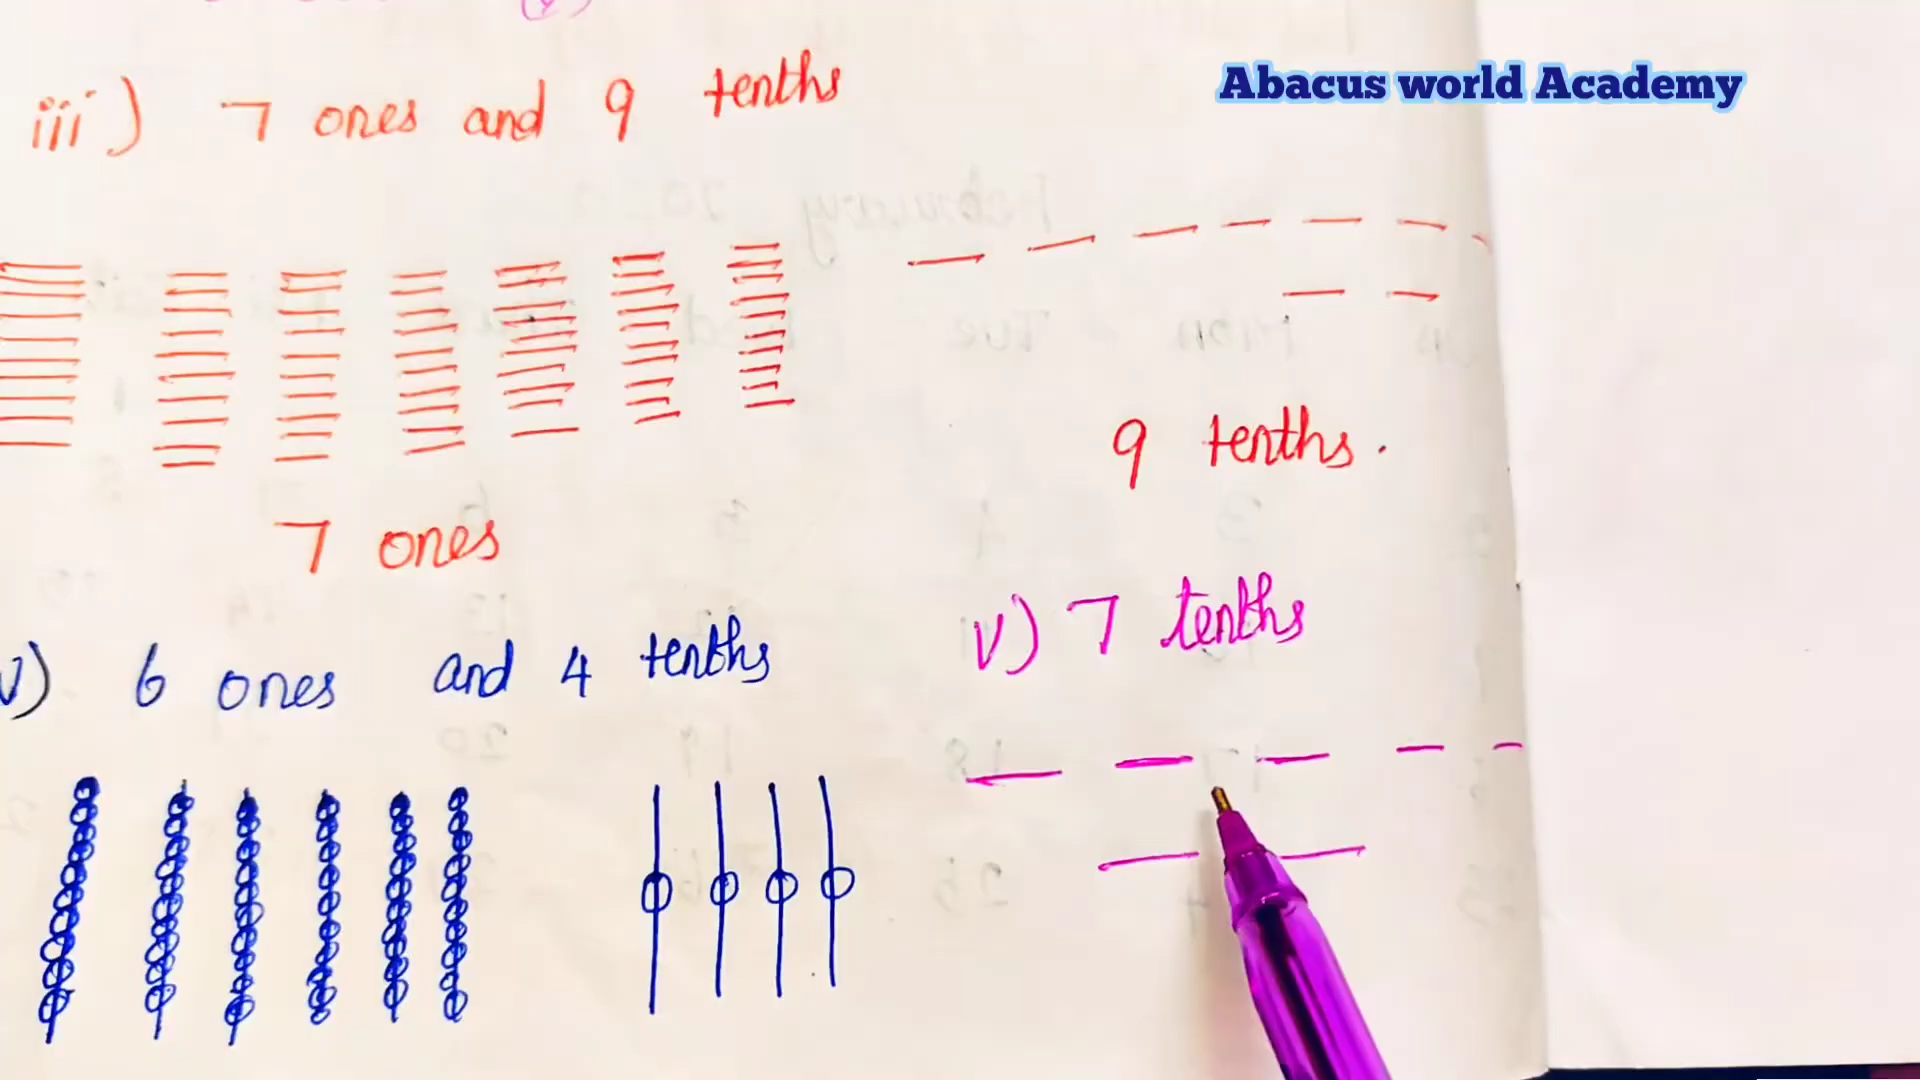 Abacus world Academy
iii) 7 ones and 9 tenths
9 tenths.
7 ones
v) 7 tenths
v) 6 ones and 4 tenths